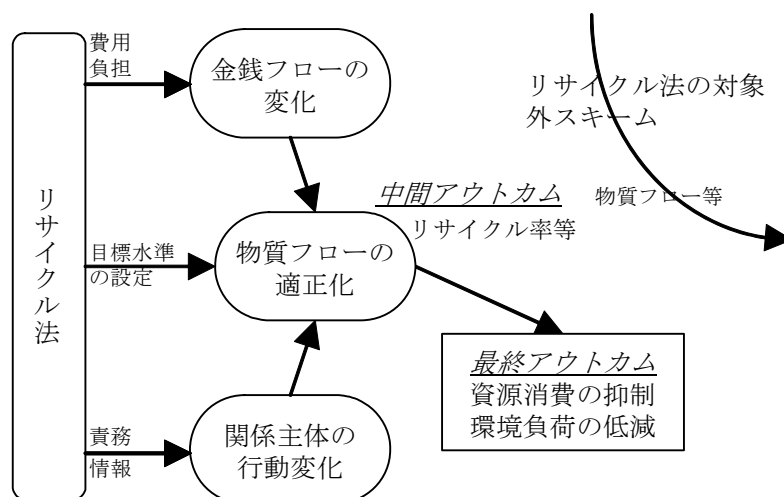 リサイクル法
費用
負担
金銭フローの
変化
リサイクル法の対象
外スキーム
中間アウトカム
物質フロー等
リサイクル率等
目標水準
の設定
物質フローの
適正化
最終アウトカム
資源消費の抑制
環境負荷の低減
責務
情報
関係主体の
行動変化